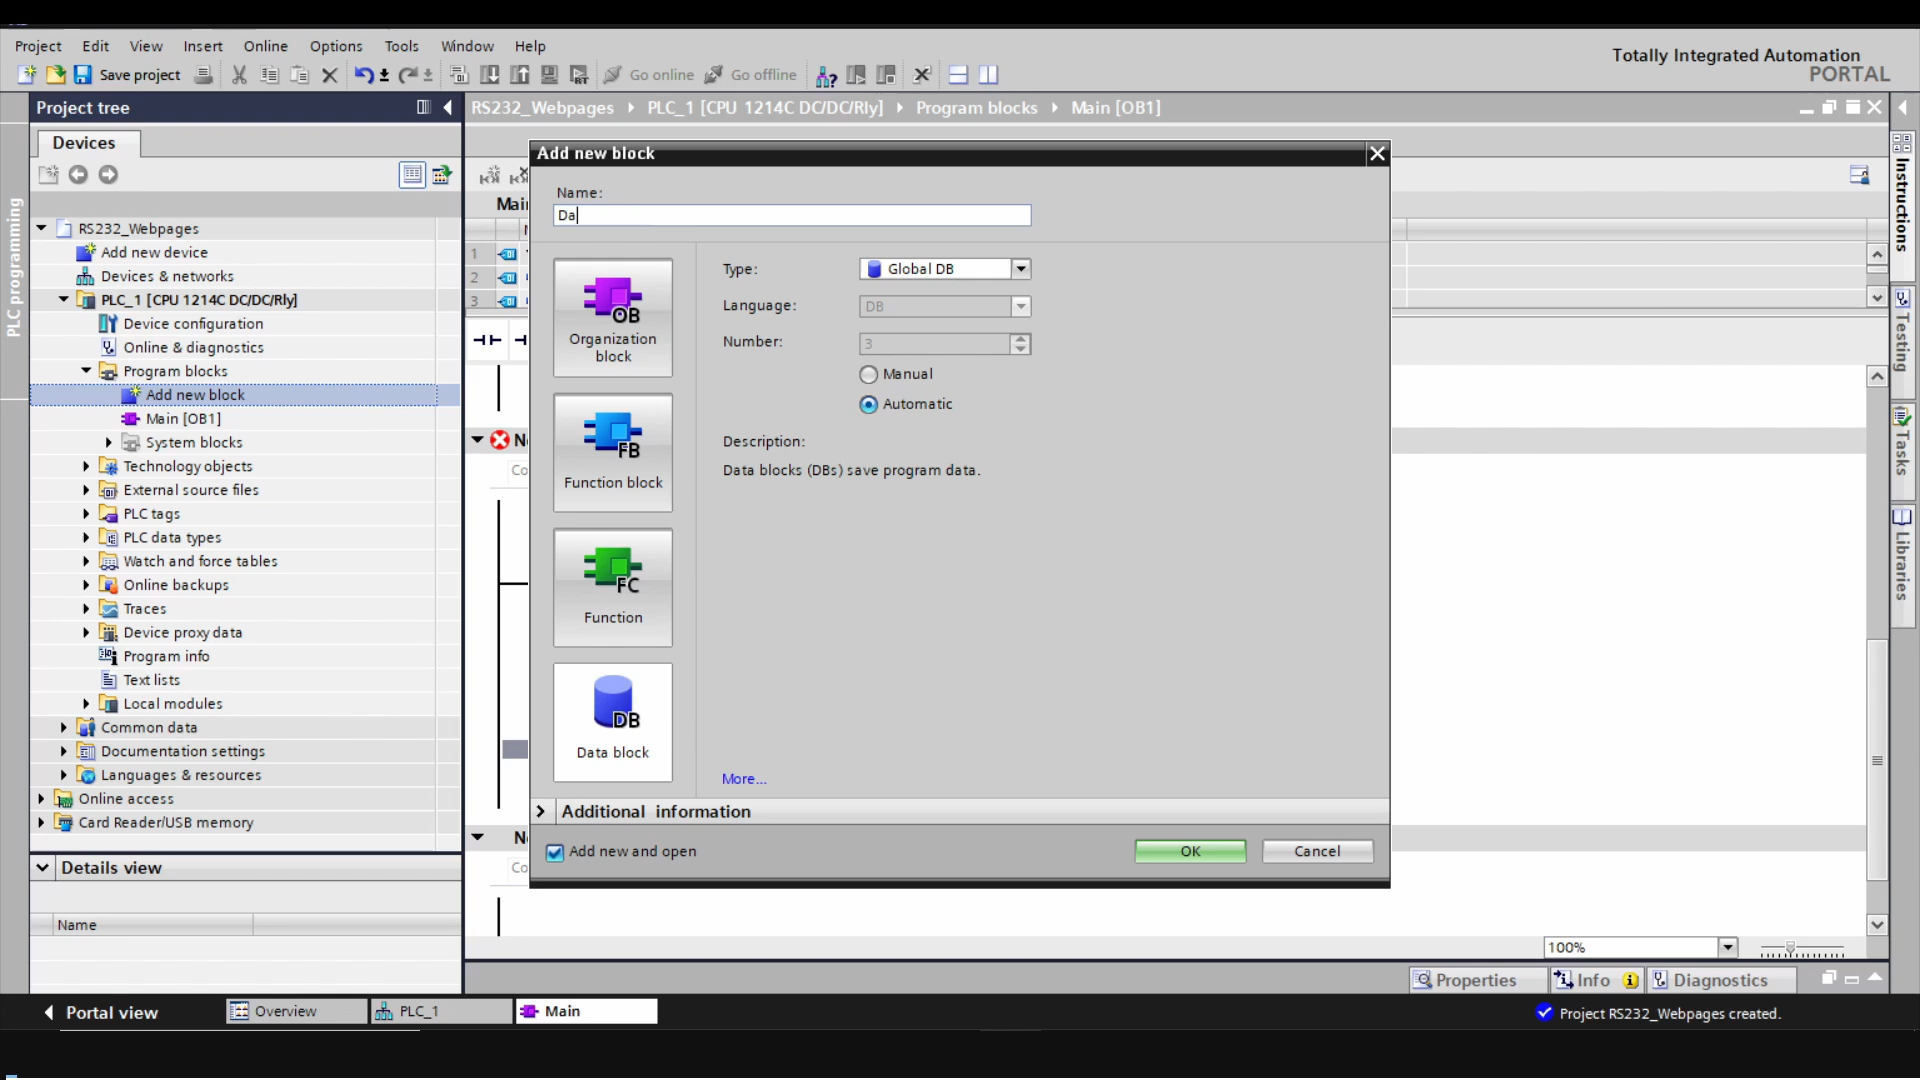 Project Edit View Insert Online Options Tools Window Help
Totally Integrated Automation
PORTAL
Save project Go online Go offline
Project tree
RS232_Webpages PLC_1 [CPU 1214C DC/DC/Rly] Program blocks Main [OB1]
Devices
Add new block
Name:
Da
PLC programming
RS232_Webpages
Add new device
Devices & networks
PLC_1 [CPU 1214C DC/DC/Rly]
Device configuration
Online & diagnostics
Program blocks
Add new block
Main [OB1]
System blocks
Technology objects
External source files
PLC tags
PLC data types
Watch and force tables
Online backups
Traces
Device proxy data
Program info
Text lists
Local modules
Common data
Documentation settings
Languages & resources
Online access
Card Reader/USB memory
Details view
Name
1
2
3
OB
Organization
block
FB
Function block
FC
Function
DB
Data block
Type: Global DB
Language: DB
Number: 3
Manual
Automatic
Description:
Data blocks (DBs) save program data.
More...
Additional information
Add new and open OK Cancel
Instructions
Testing
Tasks
Libraries
100%
Properties Info Diagnostics
Portal view Overview PLC_1 Main
Project RS232_Webpages created.